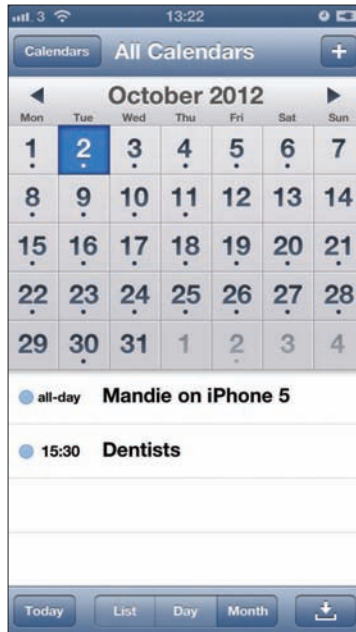 3 13:22
Calendars All Calendars +
October 2012
Mon Tue Wed Thu Fri Sat Sun
1 2 3 4 5 6 7
8 9 10 11 12 13 14
15 16 17 18 19 20 21
22 23 24 25 26 27 28
29 30 31 1 2 3 4
all-day Mandie on iPhone 5
15:30 Dentists
Today List Day Month